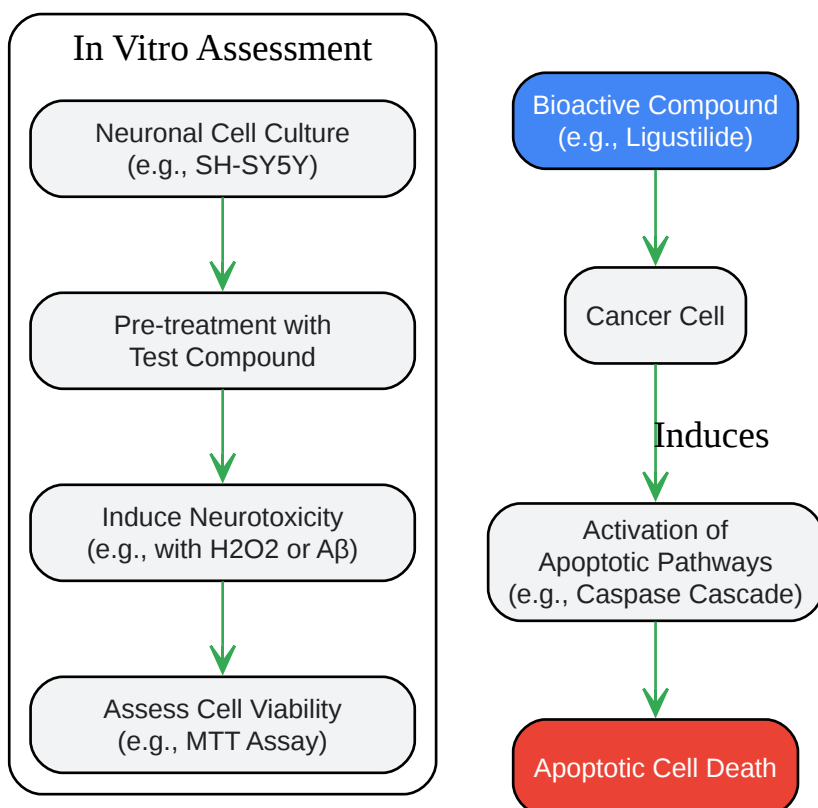 In Vitro Assessment
Neuronal Cell Culture
(e.g., SH-SY5Y)
Pre-treatment with
Test Compound
Induce Neurotoxicity
(e.g., with H2O2 or Aβ)
Assess Cell Viability
(e.g., MTT Assay)
Bioactive Compound
(e.g., Ligustilide)
Cancer Cell
Induces
Activation of
Apoptotic Pathways
(e.g., Caspase Cascade)
Apoptotic Cell Death